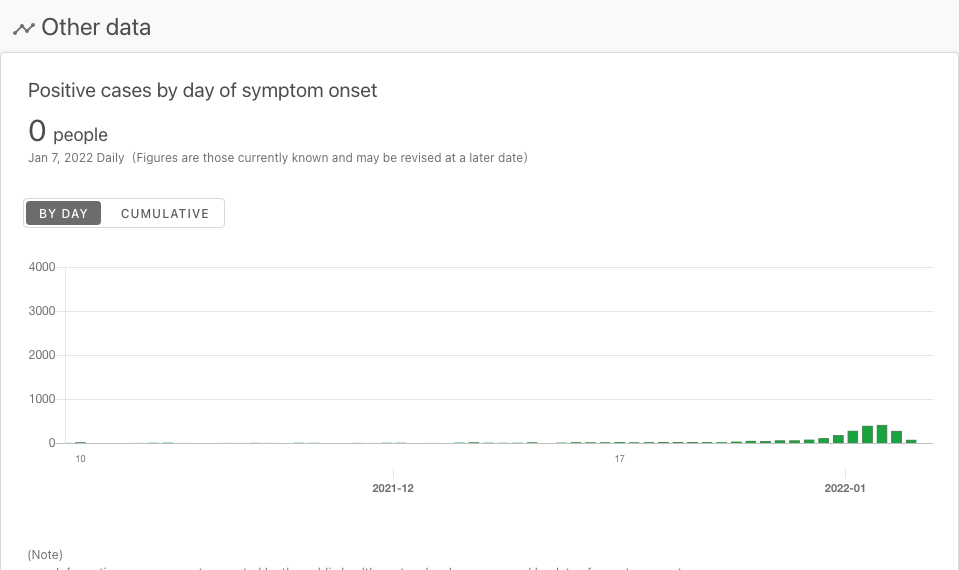 Other data
Positive cases by day of symptom onset
0 people
Jan 7, 2022 Daily (Figures are those currently known and may be revised at a later date)
BY DAY CUMULATIVE
4000
3000
2000
1000
0
10 17
2021-12 2022-01
(Note)